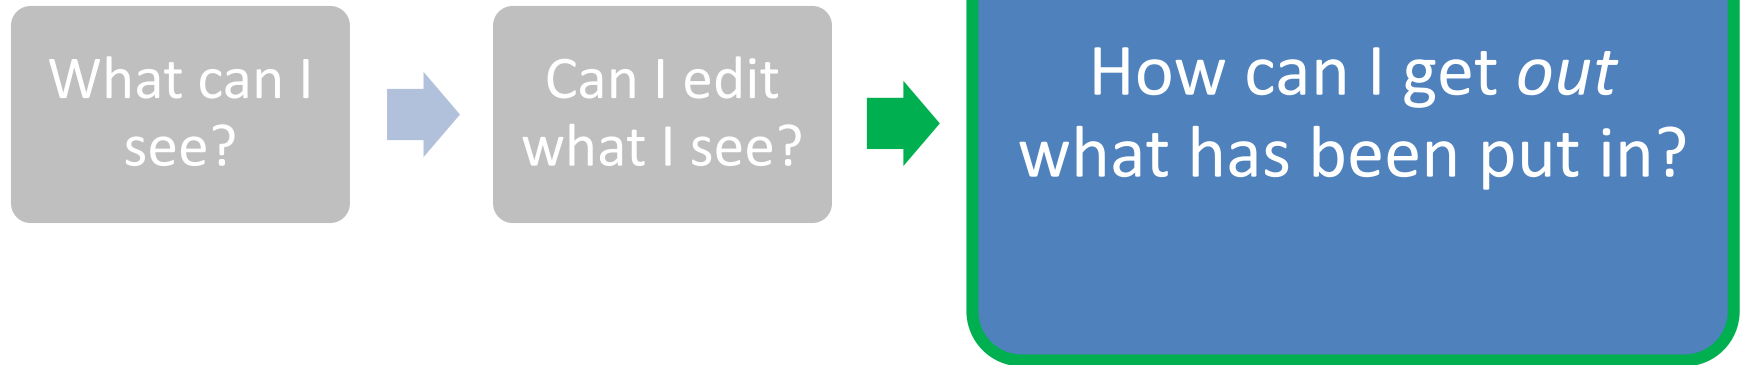 What can I
see?
Can I edit
what I see?
How can I get out
what has been put in?